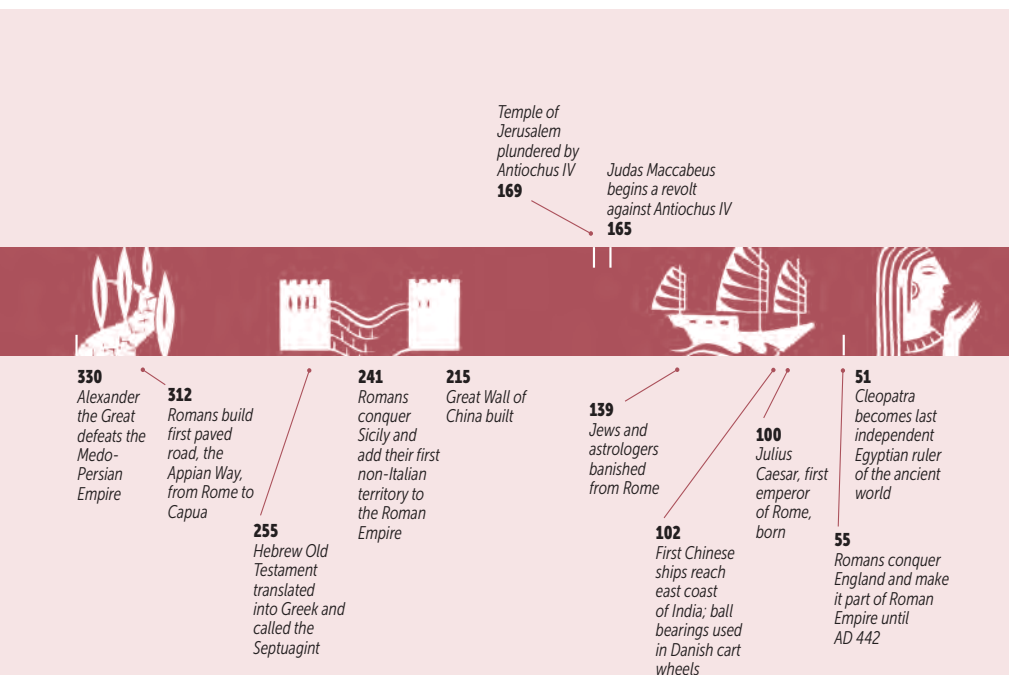 Temple of
Jerusalem
plundered by
Antiochus IV
169
Judas Maccabeus
begins a revolt
against Antiochus IV
165
330
Alexander
the Great
defeats the
Medo-
Persian
Empire
312
Romans build
first paved
road, the
Appian Way,
from Rome to
Capua
255
Hebrew Old
Testament
translated
into Greek and
called the
Septuagint
241
Romans
conquer
Sicily and
add their first
non-Italian
territory to
the Roman
Empire
215
Great Wall of
China built
139
Jews and
astrologers
banished
from Rome
102
First Chinese
ships reach
east coast
of India; ball
bearings used
in Danish cart
wheels
100
Julius
Caesar, first
emperor
of Rome,
born
55
Romans conquer
England and make
it part of Roman
Empire until
AD 442
51
Cleopatra
becomes last
independent
Egyptian ruler
of the ancient
world